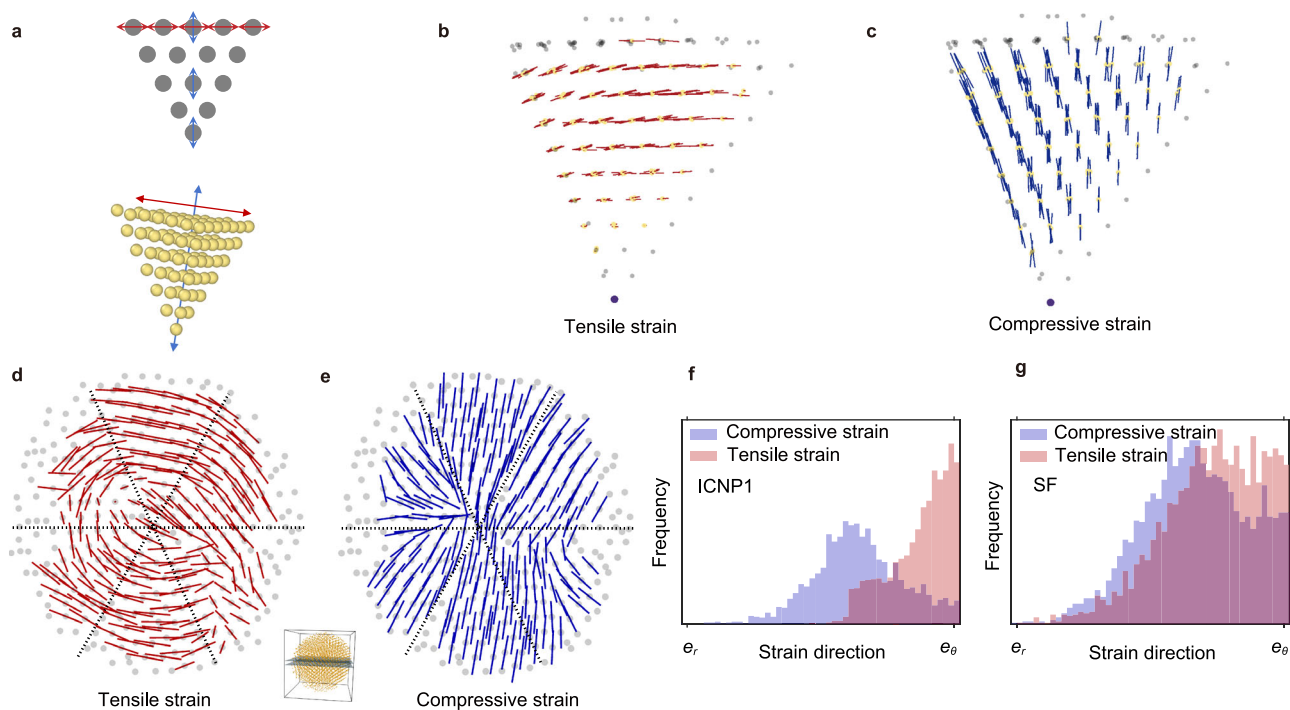 a
b
c
Tensile strain
Compressive strain
d
e
f
g
Compressive strain
Tensile strain
ICNP1
Frequency
e_r
Strain direction
e_θ
Compressive strain
Tensile strain
SF
Frequency
e_r
Strain direction
e_θ
Tensile strain
Compressive strain